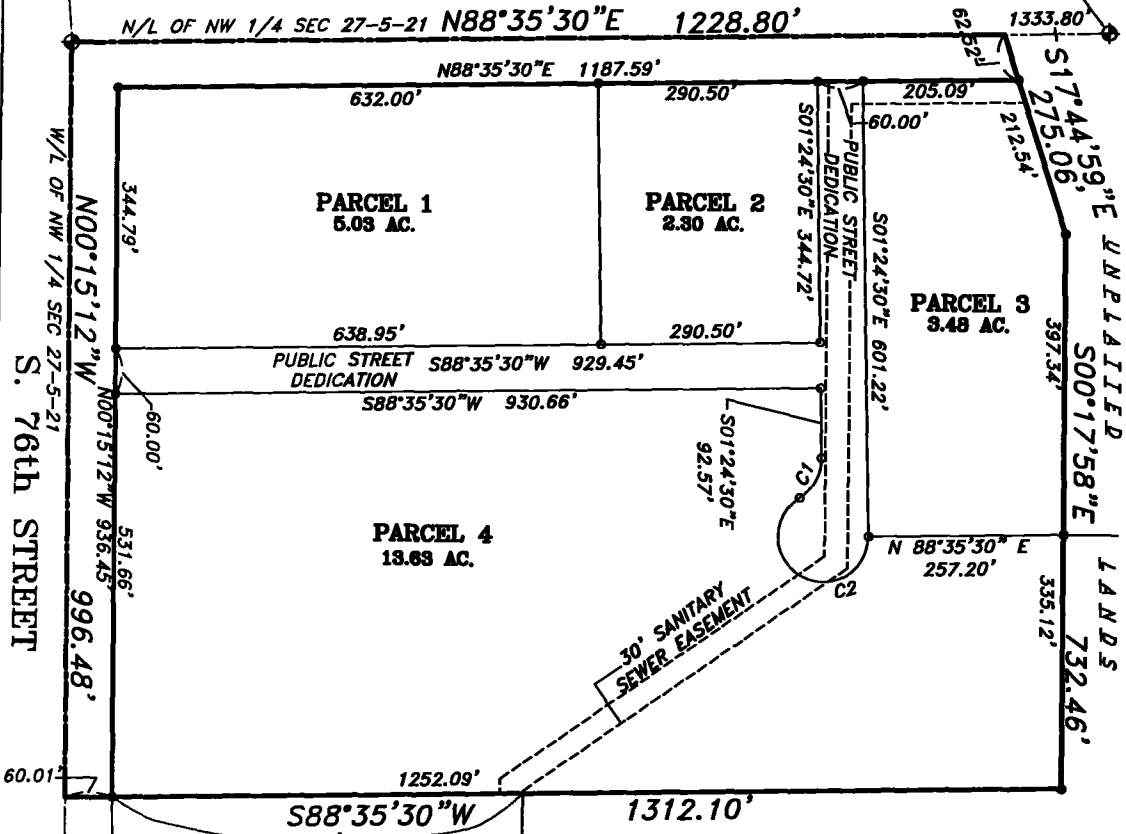 N/L OF NW 1/4 SEC 27-5-21 N88°35'30"E 1228.80'
1333.80'
62.52'
S17°44'59"E
275.06'
N88°35'30"E 1187.59'
632.00'
290.50'
205.09'
60.00'
212.54'
W/L OF NW 1/4 SEC 27-5-21
N00°15'12"W
996.48'
344.79'
PARCEL 1
5.03 AC.
PARCEL 2
2.30 AC.
S01°24'30"E 344.72'
PUBLIC STREET
DEDICATION
S01°24'30"E 601.22'
PARCEL 3
3.48 AC.
UNPLATTED
LANDS
397.34'
S00°17'58"E
732.46'
638.95'
290.50'
PUBLIC STREET
DEDICATION
S88°35'30"W 929.45'
S88°35'30"W 930.66'
60.00'
N00°15'12"W 936.45'
531.66'
S01°24'30"E
92.57'
C1
C2
PARCEL 4
13.63 AC.
N 88°35'30" E
257.20'
335.12'
S. 76th STREET
30' SANITARY
SEWER EASEMENT
60.01'
1252.09'
S88°35'30"W 1312.10'